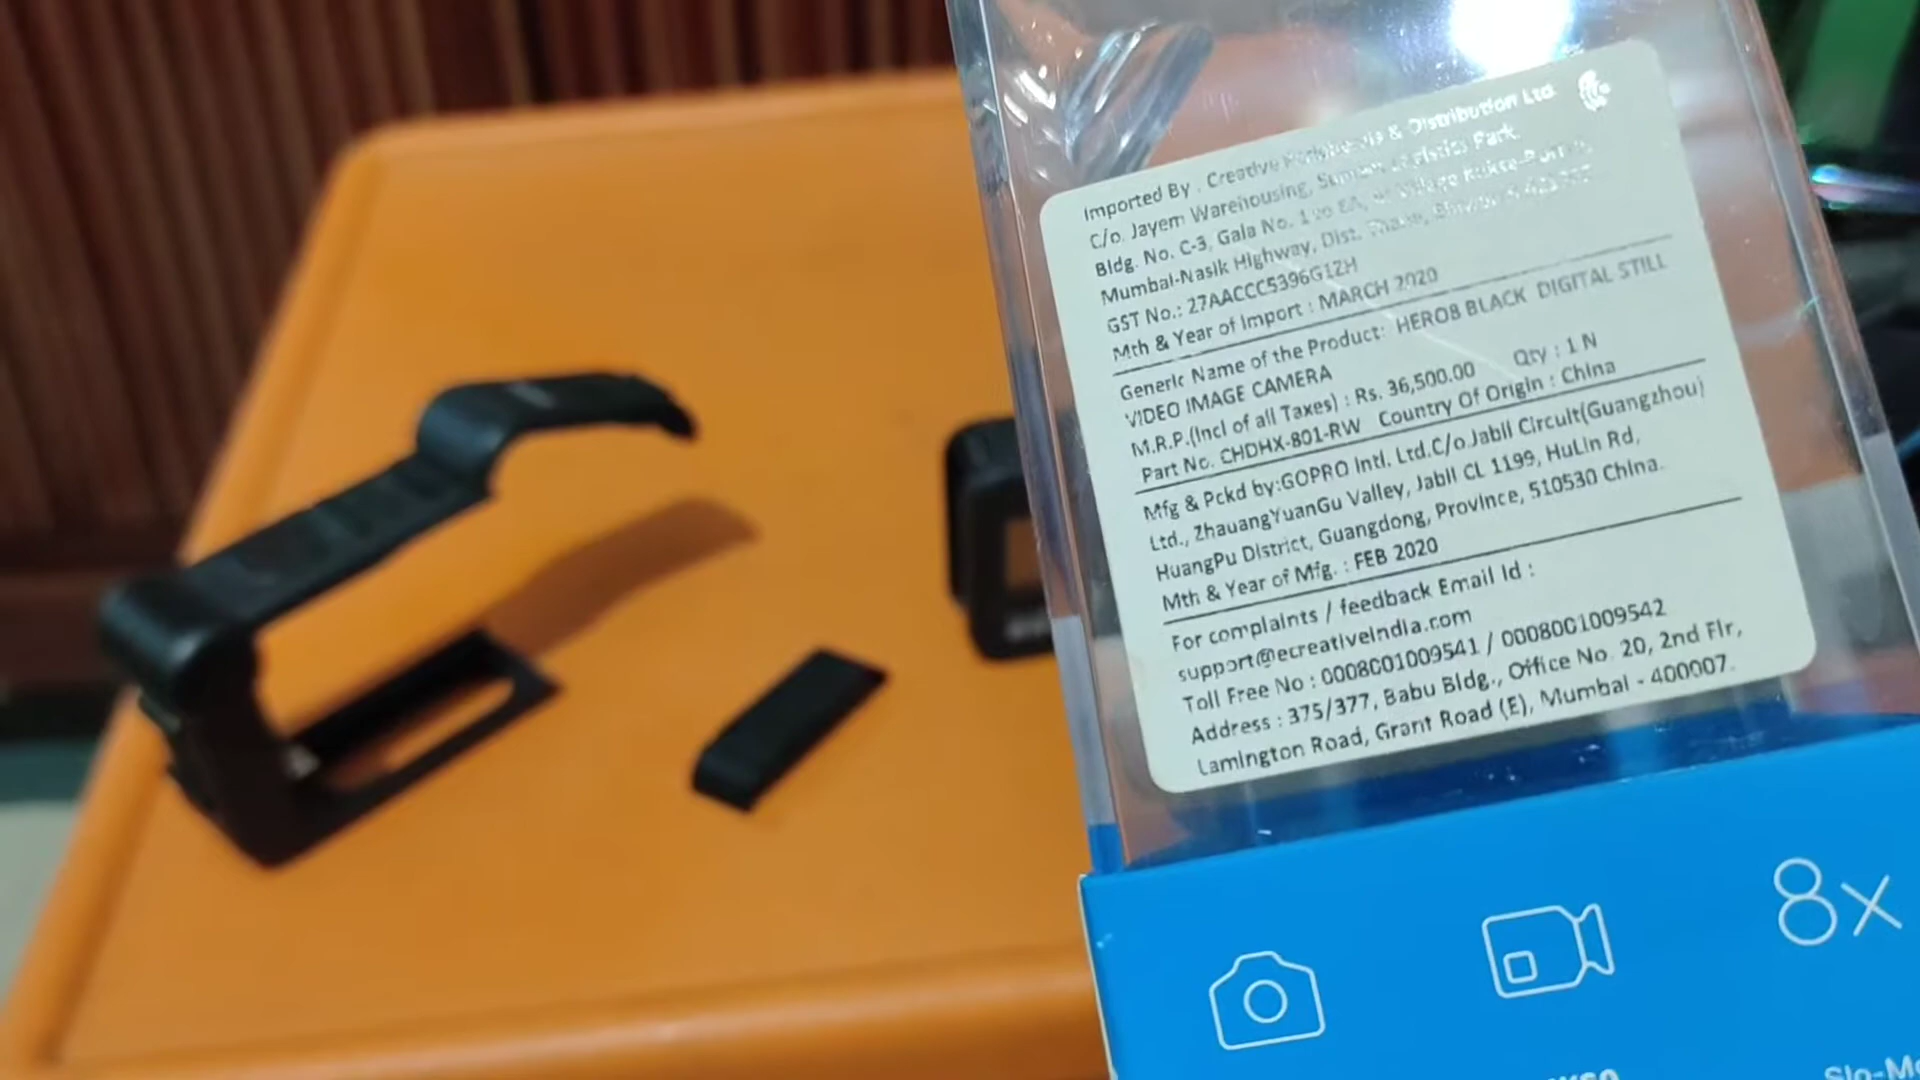 Imported By : Creative Peripherals & Distribution Ltd.
C/o. Jayem Warehousing, Logistics Park,
Bldg. No. C-3, Gala No. Village
Mumbai-Nasik Highway, Dist. Thane,
GST No.: 27AACCC5396G1ZH
Mth & Year of Import : MARCH 2020
Generic Name of the Product: HERO8 BLACK DIGITAL STILL
VIDEO IMAGE CAMERA
M.R.P.(Incl of all Taxes) : Rs. 36,500.00 Qty : 1 N
Part No. CHDHX-801-RW Country Of Origin : China
Mfg & Pckd by:GOPRO Intl. Ltd.C/o.Jabil Circuit(Guangzhou)
Ltd., ZhauangYuanGu Valley, Jabil CL 1199, HuLin Rd,
HuangPu District, Guangdong, Province, 510530 China.
Mth & Year of Mfg. : FEB 2020
For complaints / feedback Email Id :
support@ecreativeindia.com
Toll Free No : 0008001009541 / 0008001009542
Address : 375/377, Babu Bldg., Office No. 20, 2nd Flr,
Lamington Road, Grant Road (E), Mumbai - 400007.
8x